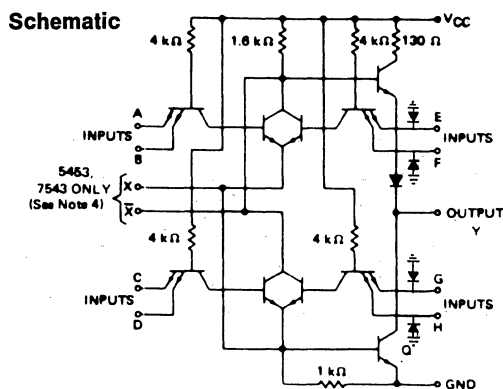 Schematic
VCC
4 kΩ
1.6 kΩ
4 kΩ
130 Ω
A
INPUTS
B
E
INPUTS
F
5453,
7543 ONLY
(See Note 4)
X
X̅
OUTPUT
Y
4 kΩ
4 kΩ
C
INPUTS
D
G
INPUTS
H
Q
1 kΩ
GND